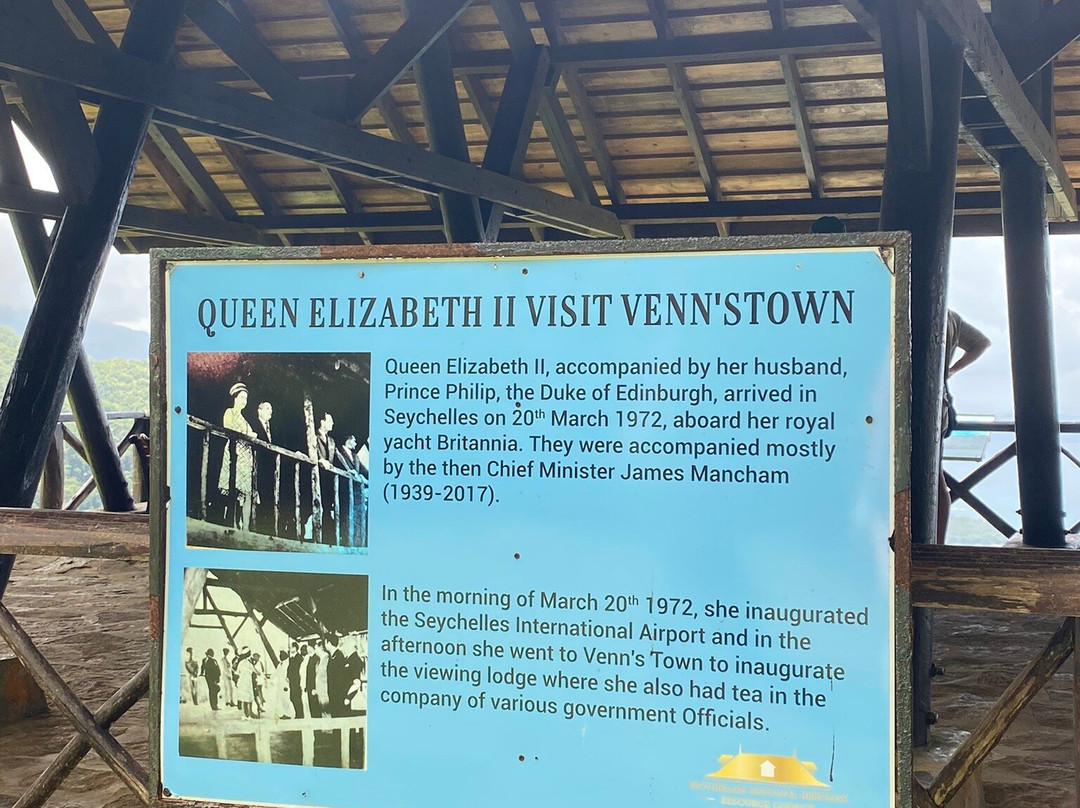 QUEEN ELIZABETH II VISIT VENN'STOWN
Queen Elizabeth II, accompanied by her husband,
Prince Philip, the Duke of Edinburgh, arrived in
Seychelles on 20th March 1972, aboard her royal
yacht Britannia. They were accompanied mostly
by the then Chief Minister James Mancham
(1939-2017).
In the morning of March 20th 1972, she inaugurated
the Seychelles International Airport and in the
afternoon she went to Venn's Town to inaugurate
the viewing lodge where she also had tea in the
company of various government Officials.
RESOURCE